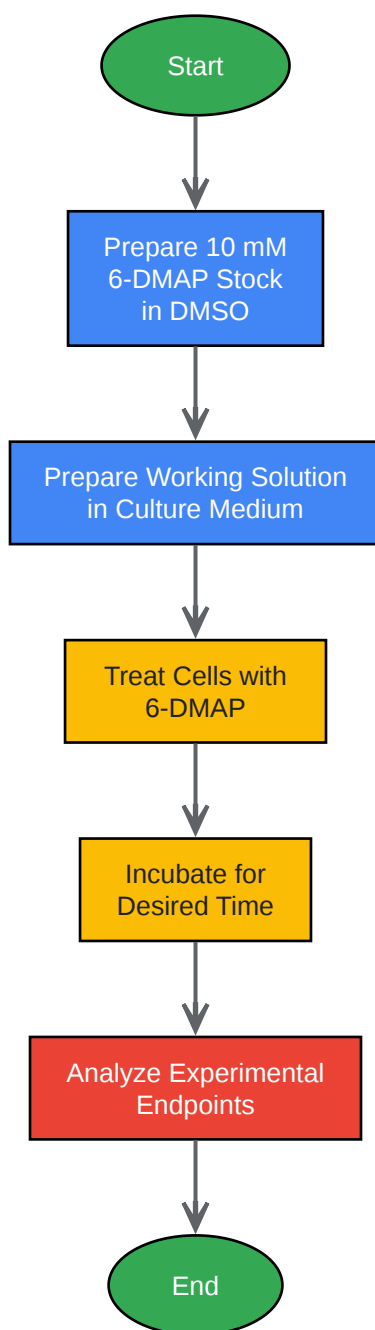 Start
Prepare 10 mM
6-DMAP Stock
in DMSO
Prepare Working Solution
in Culture Medium
Treat Cells with
6-DMAP
Incubate for
Desired Time
Analyze Experimental
Endpoints
End